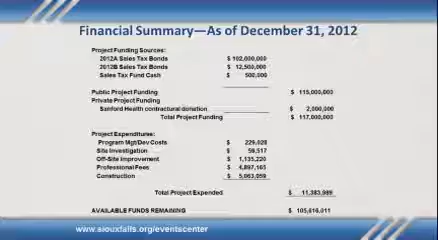 Financial Summary—As of December 31, 2012
Project Funding Sources:
2012A Sales Tax Bonds $ 102,000,000
2012B Sales Tax Bonds $ 12,500,000
Sales Tax Fund Cash $ 500,000
Public Project Funding $ 115,000,000
Private Project Funding
Sanford Health contractural donation $ 2,000,000
Total Project Funding $ 117,000,000
Project Expenditures:
Program Mgt/Dev Costs $ 229,028
Site Investigation $ 59,517
Off-Site Improvement $ 1,135,220
Professional Fees $ 4,897,165
Construction $ 5,063,059
Total Project Expended $ 11,383,989
AVAILABLE FUNDS REMAINING $ 105,616,011
www.siouxfalls.org/eventscenter